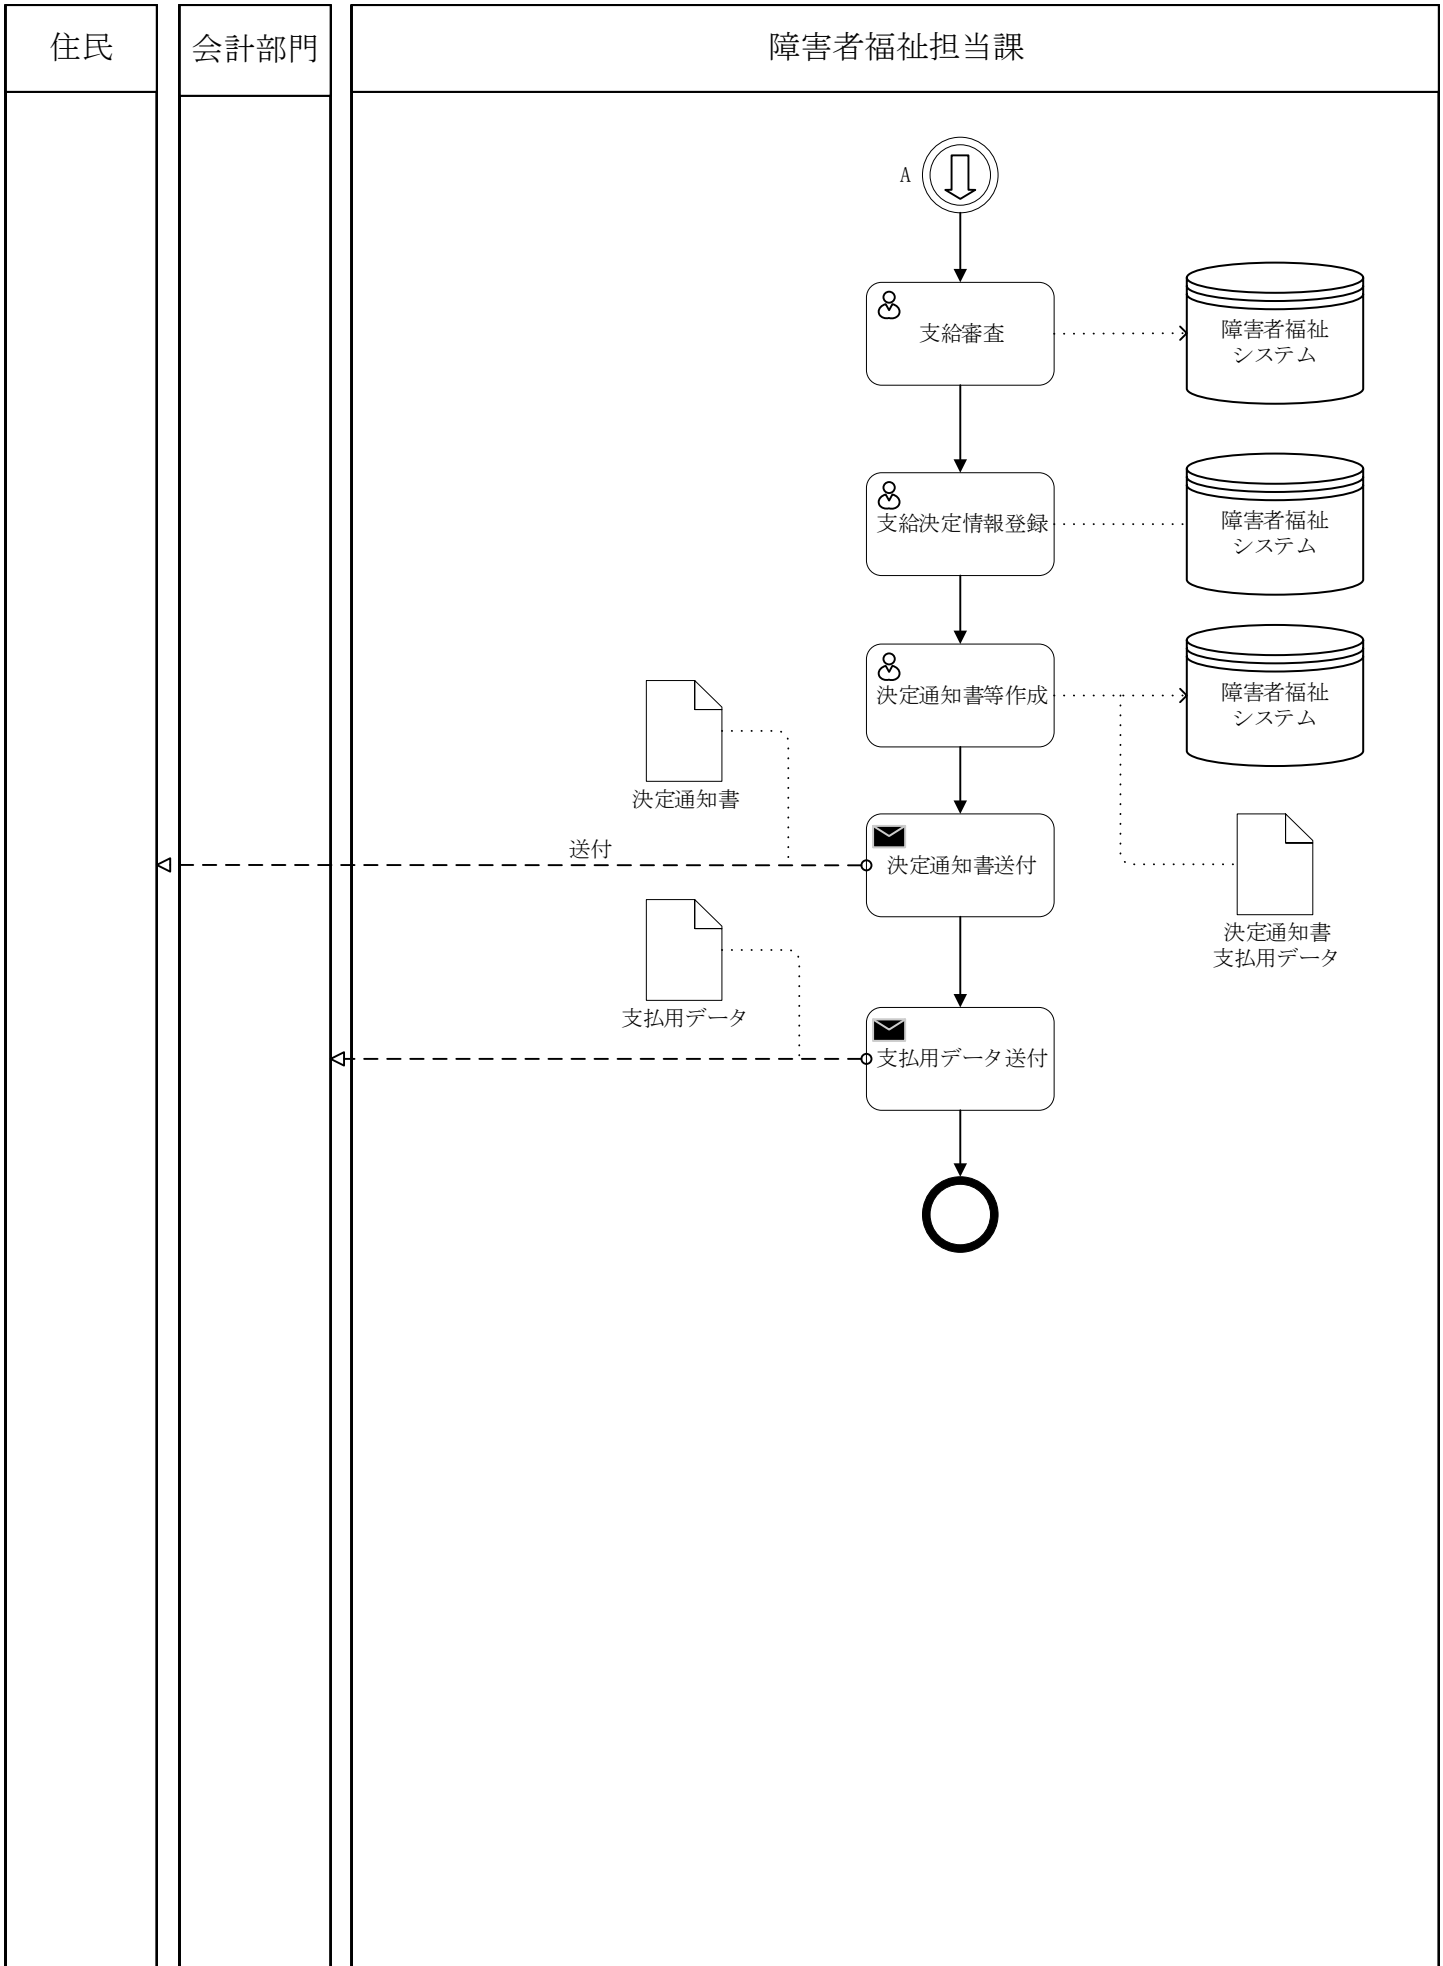 住民
会計部門
障害者福祉担当課
A
支給審査
障害者福祉
システム
支給決定情報登録
障害者福祉
システム
決定通知書等作成
障害者福祉
システム
決定通知書
送付
決定通知書送付
決定通知書
支払用データ
支払用データ
支払用データ送付